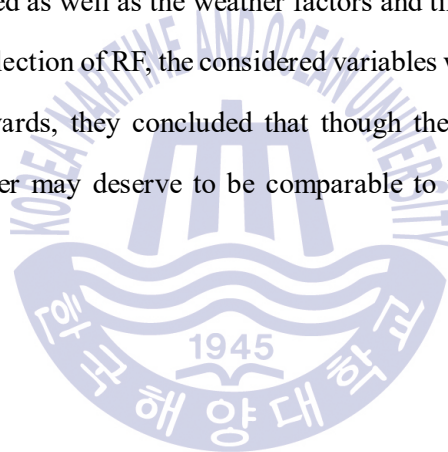 ed as well as the weather factors and th
lection of RF, the considered variables v
vards, they concluded that though the
er may deserve to be comparable to
KOREA MARITIME AND OCEAN UNIVERSITY
1945
한국해양대학교